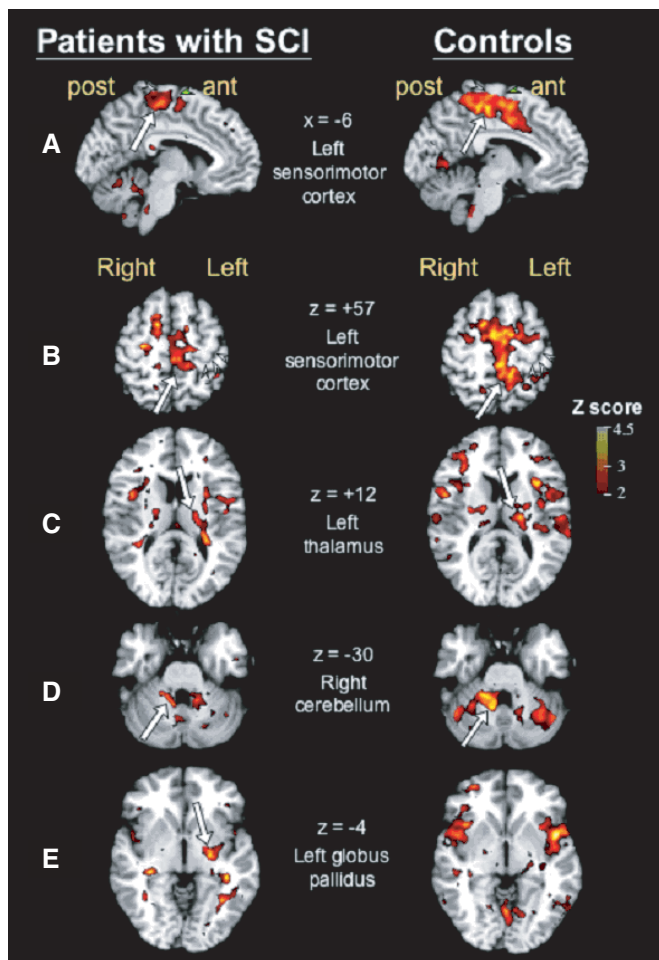 Patients with SCI Controls
post ant post ant
A
x = -6
Left
sensorimotor
cortex
Right Left Right Left
B
z = +57
Left
sensorimotor
cortex
Z score
4.5
3
2
C
z = +12
Left
thalamus
D
z = -30
Right
cerebellum
E
z = -4
Left globus
pallidus